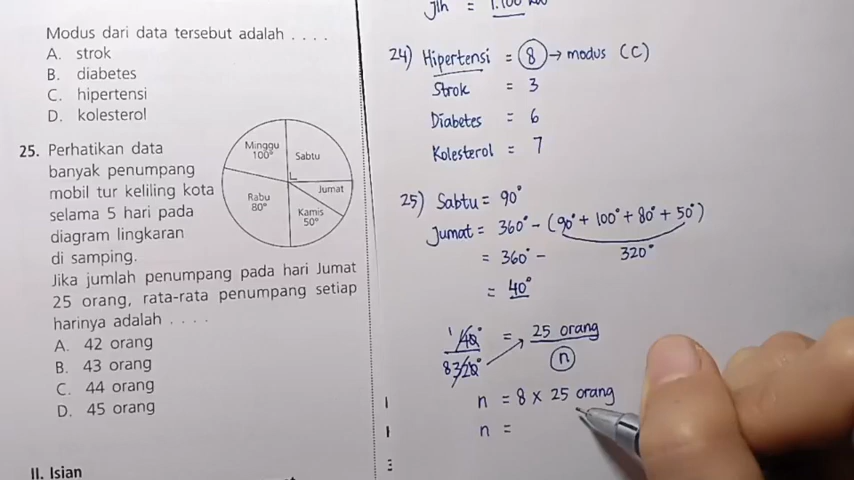 Modus dari data tersebut adalah . . . .
A. strok
B. diabetes
C. hipertensi
D. kolesterol
25. Perhatikan data
banyak penumpang
mobil tur keliling kota
selama 5 hari pada
diagram lingkaran
di samping.
Jika jumlah penumpang pada hari Jumat
25 orang, rata-rata penumpang setiap
harinya adalah . . . .
A. 42 orang
B. 43 orang
C. 44 orang
D. 45 orang
II. Isian
Minggu
100°
Sabtu
Jumat
Rabu
80°
Kamis
50°
Jlh = 1.100
24) Hipertensi = 8 → modus (C)
Strok = 3
Diabetes = 6
Kolesterol = 7
25) Sabtu = 90°
Jumat = 360° - (90° + 100° + 80° + 50°)
= 360° - 320°
= 40°
1 40° = 25 orang
8 320° n
n = 8 × 25 orang
n =